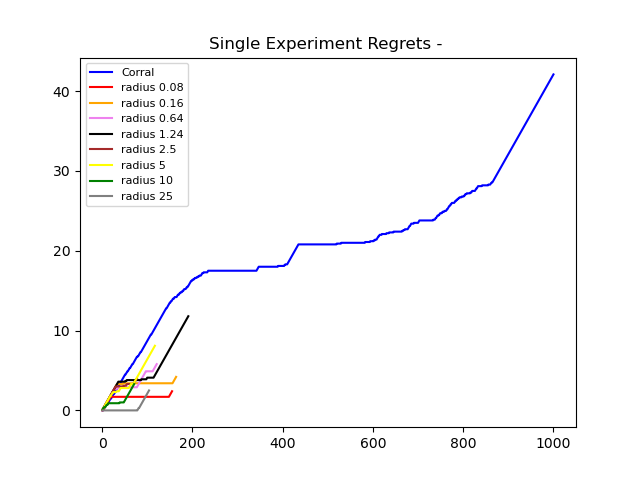 Single Experiment Regrets -
Corral
radius 0.08
radius 0.16
radius 0.64
radius 1.24
radius 2.5
radius 5
radius 10
radius 25
40
30
20
10
0
0 200 400 600 800 1000